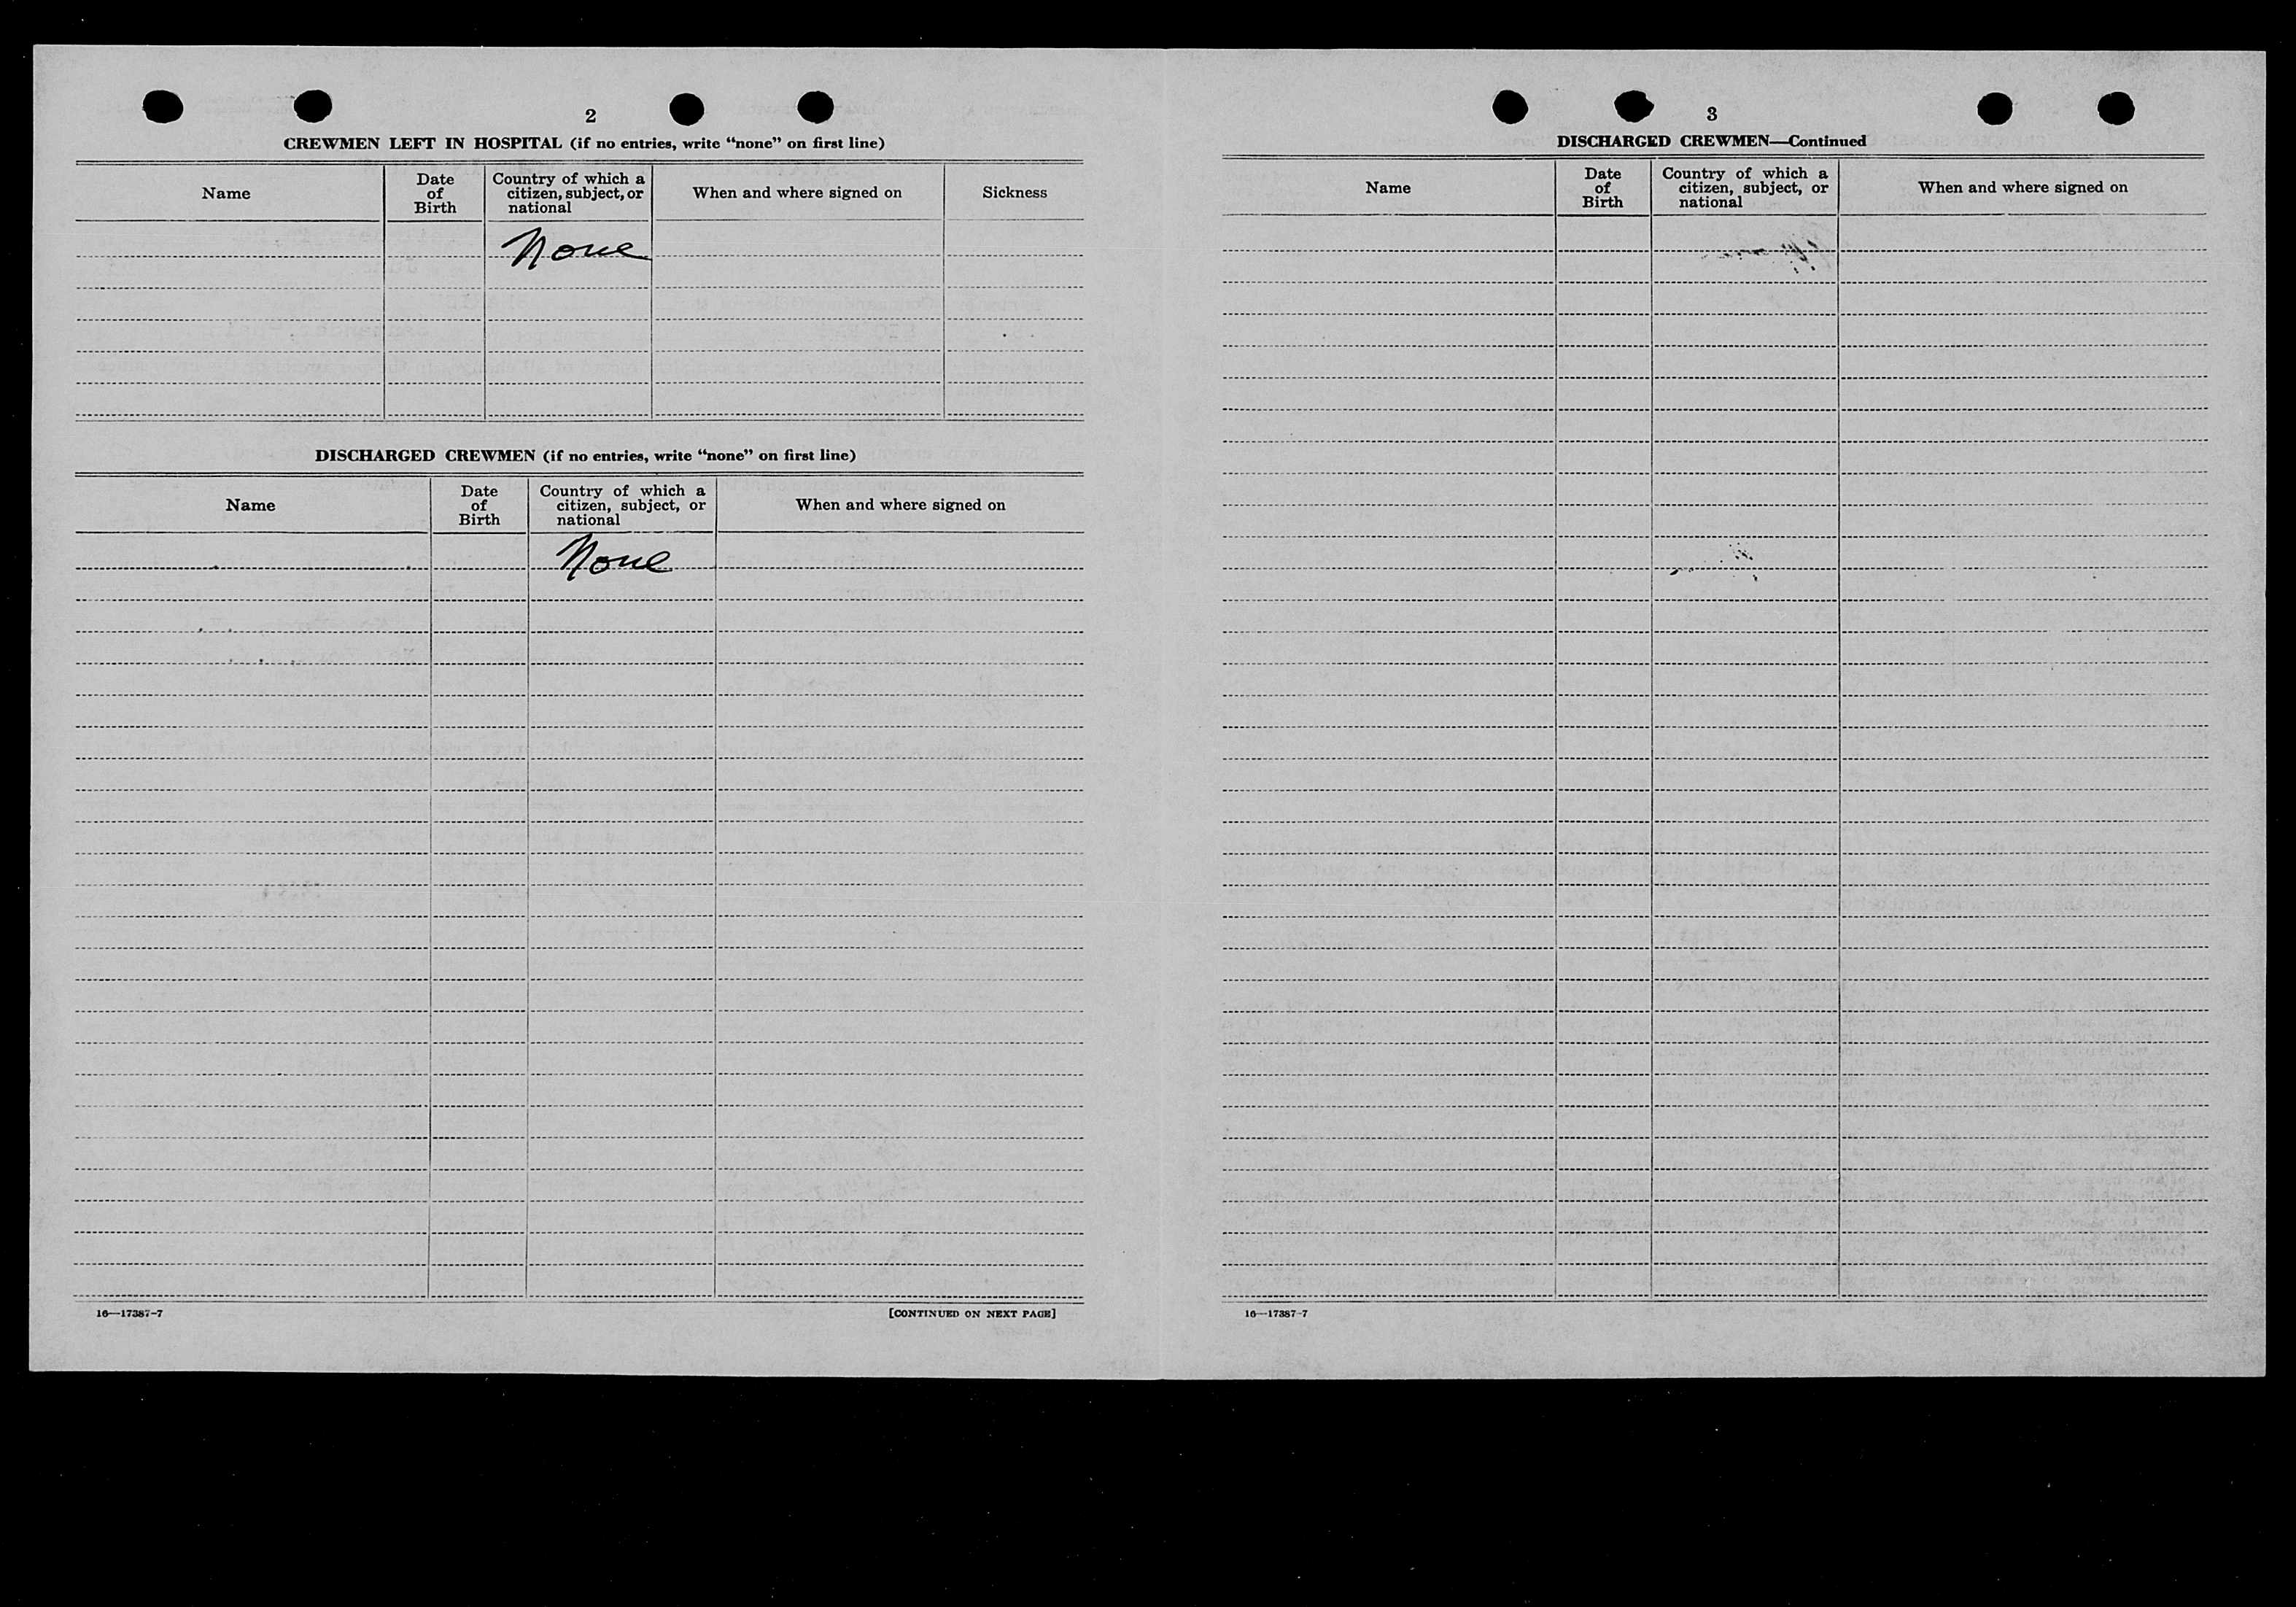 2
CREWMEN LEFT IN HOSPITAL (if no entries, write "none" on first line)
Name
Date of Birth
Country of which a citizen, subject, or national
When and where signed on
Sickness
None
DISCHARGED CREWMEN (if no entries, write "none" on first line)
Name
Date of Birth
Country of which a citizen, subject, or national
When and where signed on
None
16—17387-7
[CONTINUED ON NEXT PAGE]
3
DISCHARGED CREWMEN—Continued
Name
Date of Birth
Country of which a citizen, subject, or national
When and where signed on
16—17387-7